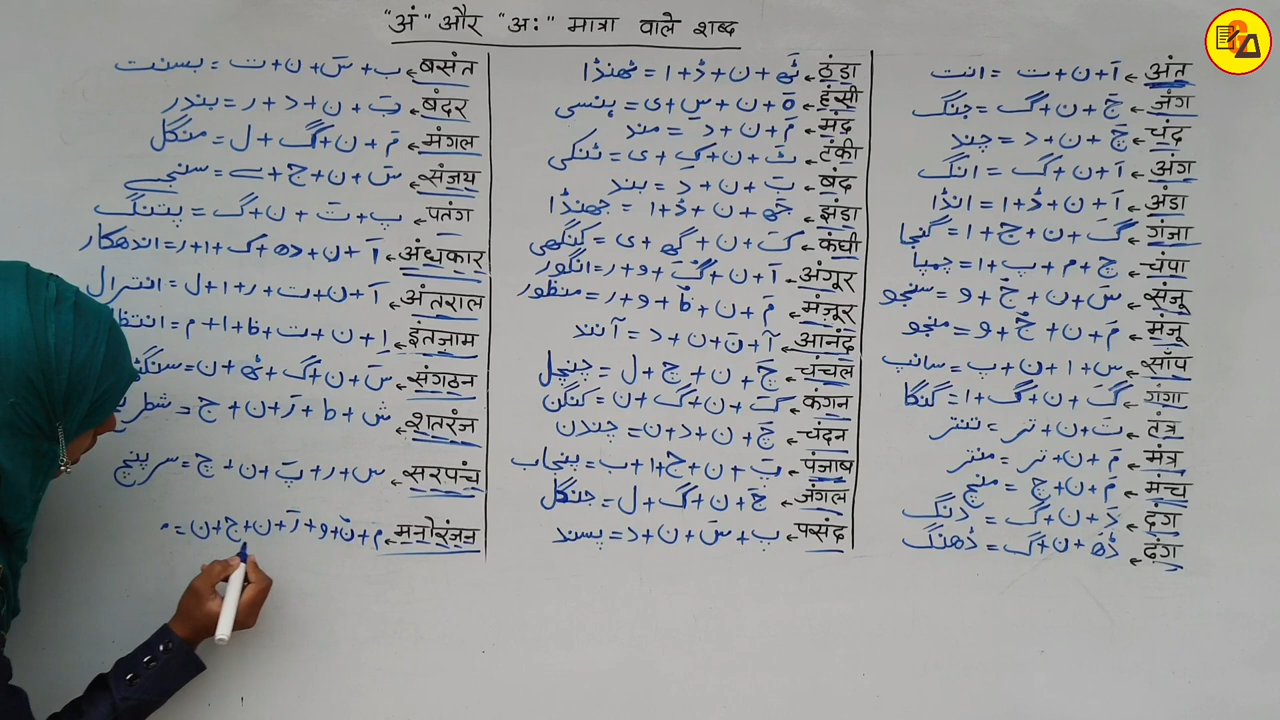 "अं" और "अ:" मात्रा वाले शब्द
अंत ← اَ+ن+ت = انت
जंग ← جَ+ن+گ = جنگ
चंद ← چَ+ن+د = چند
अंग ← اَ+ن+گ = انگ
अंडा ← اَ+ن+ڈ+ا = انڈا
गंजा ← گَ+ن+ج+ا = گنجا
चंपा ← چَ+م+پ+ا = چمپا
संजू ← سَ+ن+جٗ+و = سنجو
मंजू ← مَ+ن+جٗ+و = منجو
साँप ← س+ا+ن+پ = سانپ
गंगा ← گَ+ن+گ+ا = گنگا
तंत्र ← تَ+ن+تر = تنتر
मंत्र ← مَ+ن+تر = منتر
मंच ← مَ+ن+چ = منچ
दंग ← دَ+ن+گ = دنگ
ढंग ← ڈَھ+ن+گ = ڈھنگ
ठंडा ← ٹَھ+ن+ڈ+ا = ٹھنڈا
हंसी ← ہَ+ن+سِ+ی = ہنسی
मंद ← مَ+ن+د = مند
टंकी ← ٹَ+ن+کِ+ی = ٹنکی
बंद ← بَ+ن+د = بند
झंडा ← جَھ+ن+ڈ+ا = جھنڈا
कंघी ← کَ+ن+گھِ+ی = کنگھی
अंगूर ← اَ+ن+گٗ+و+ر = انگور
मंज़ूर ← مَ+ن+ظٗ+و+ر = منظور
आनंद ← آ+نَ+ن+د = آنند
चंचल ← چَ+ن+چ+ل = چنچل
कंगन ← کَ+ن+گ+ن = کنگن
चंदन ← چَ+ن+د+ن = چندن
पंजाब ← پَ+ن+ج+ا+ب = پنجاب
जंगल ← جَ+ن+گ+ل = جنگل
पसंद ← پ+سَ+ن+د = پسند
बसंत ← ب+سَ+ن+ت = بسنت
बंदर ← بَ+ن+د+ر = بندر
मंगल ← مَ+ن+گ+ل = منگل
संजय ← سَ+ن+ج+ے = سنجے
पतंग ← پ+تَ+ن+گ = پتنگ
अंधकार ← اَ+ن+دھ+ک+ا+ر = اندھکار
अंतराल ← اَ+ن+ت+ر+ا+ل = انترال
इंतज़ाम ← اِ+ن+ت+ظ+ا+م =
संगठन ← سَ+ن+گ+ٹھ+ن =
शतरंज ← ش+ط+رَ+ن+ج =
सरपंच ← س+ر+پَ+ن+چ = سرپنچ
मनोरंजन ← م+ن+و+رَ+ن+ج+ن =